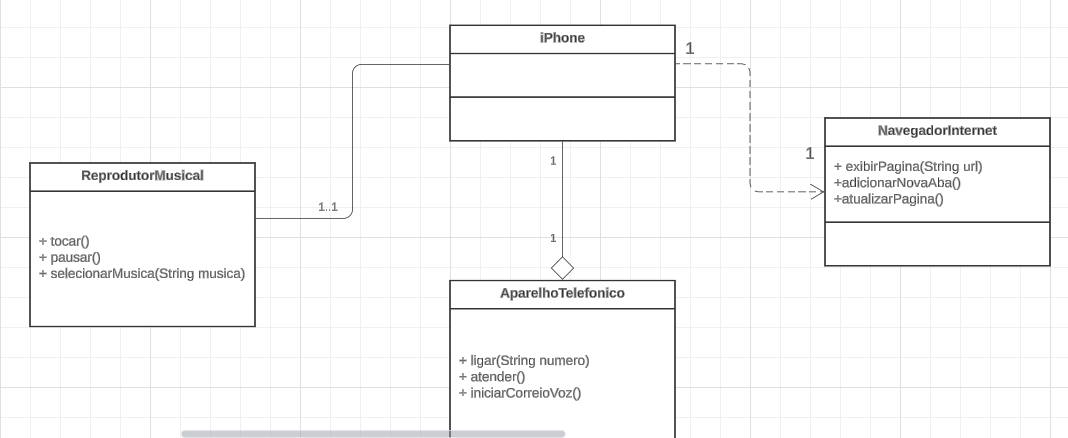 iPhone
1
NavegadorInternet
1
+ exibirPagina(String url)
+adicionarNovaAba()
+atualizarPagina()
1
ReprodutorMusical
1..1
+ tocar()
+ pausar()
+ selecionarMusica(String musica)
1
AparelhoTelefonico
+ ligar(String numero)
+ atender()
+ iniciarCorreioVoz()